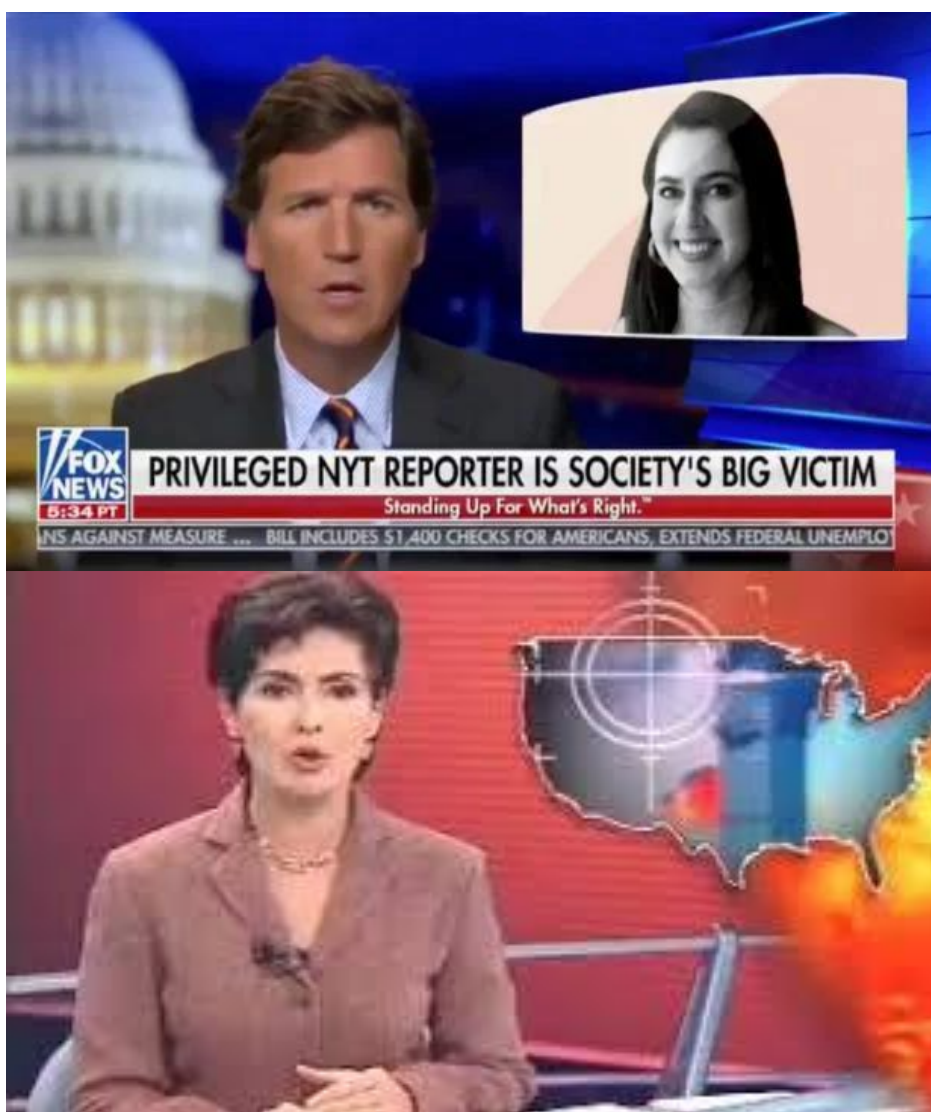 FOX
NEWS
5:34 PT
PRIVILEGED NYT REPORTER IS SOCIETY'S BIG VICTIM
Standing Up For What's Right.™
NS AGAINST MEASURE ... BILL INCLUDES $1,400 CHECKS FOR AMERICANS, EXTENDS FEDERAL UNEMPLO